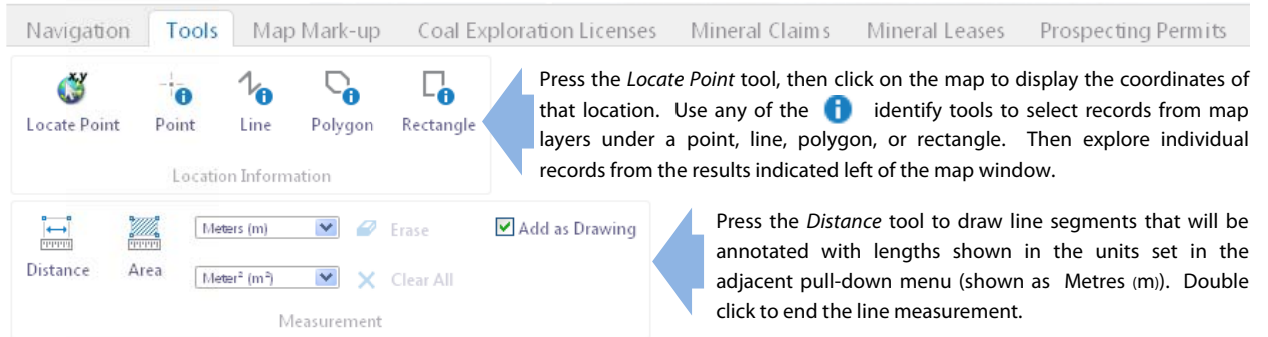 Navigation Tools Map Mark-up Coal Exploration Licenses Mineral Claims Mineral Leases Prospecting Permits
x,y
Locate Point Point Line Polygon Rectangle
Location Information
Press the Locate Point tool, then click on the map to display the coordinates of
that location. Use any of the i identify tools to select records from map
layers under a point, line, polygon, or rectangle. Then explore individual
records from the results indicated left of the map window.
Distance Area
Meters (m) Erase Add as Drawing
Meter² (m²) Clear All
Measurement
Press the Distance tool to draw line segments that will be
annotated with lengths shown in the units set in the
adjacent pull-down menu (shown as Metres (m)). Double
click to end the line measurement.